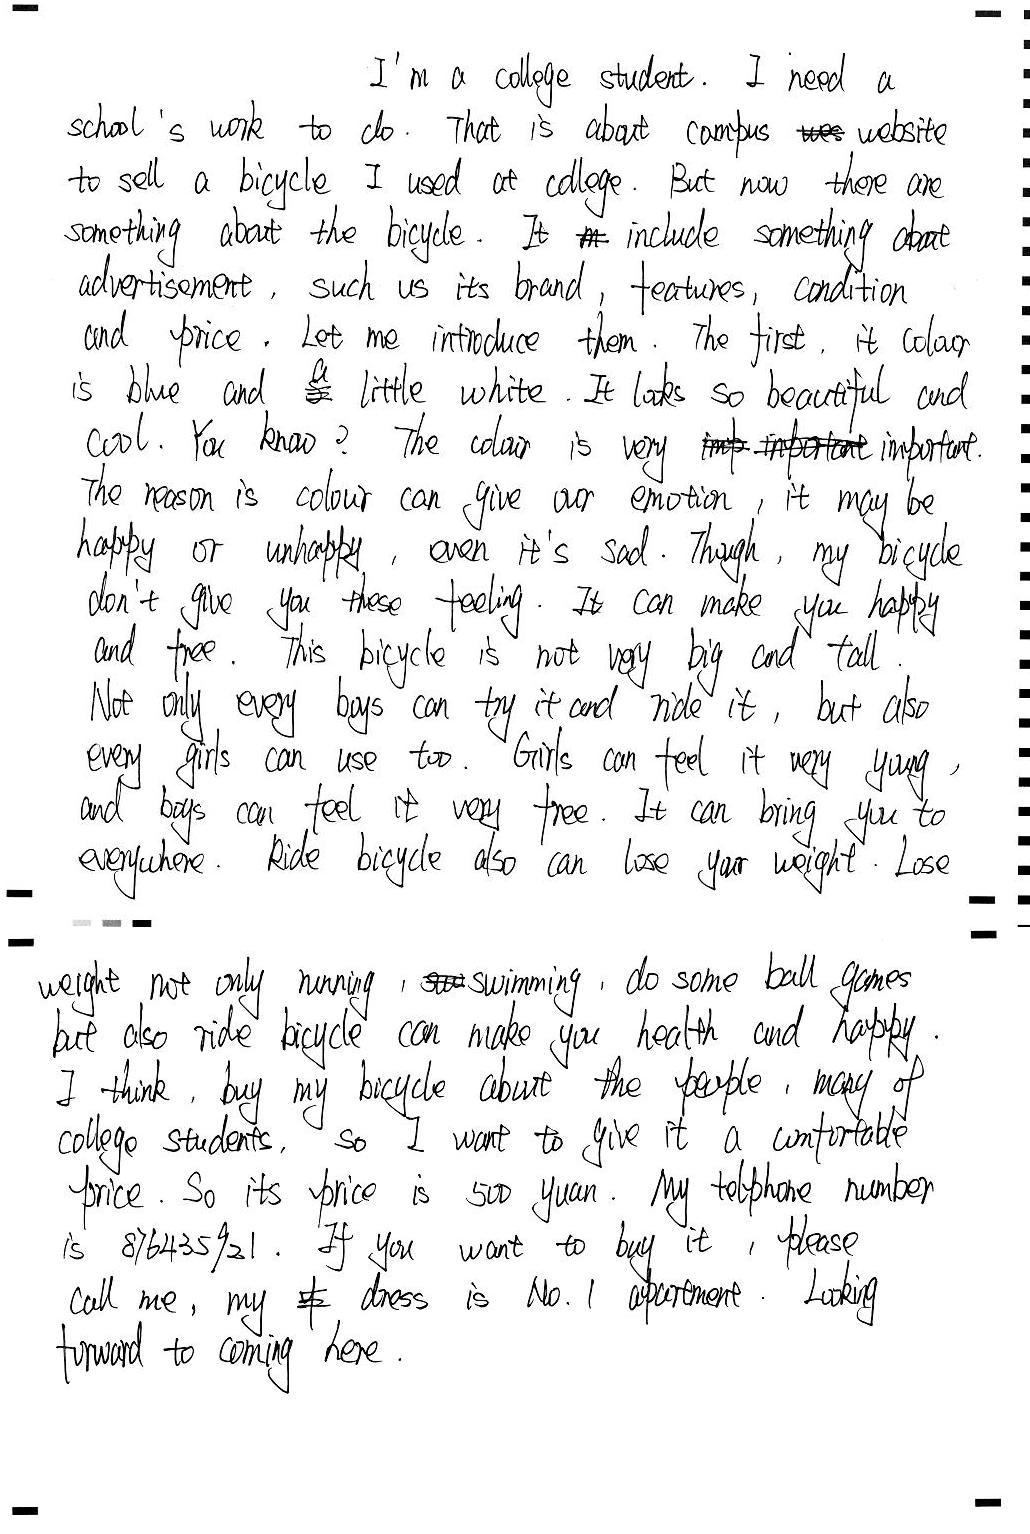 I'm a college student. I need a
school's work to do. That is about campus website
to sell a bicycle I used at college. But now there are
something about the bicycle. It include something about
advertisement, such us its brand, features, condition
and price. Let me introduce them. The first, it colour
is blue and a little white. It looks so beautiful and
cool. You know? The colour is very important.
The reason is colour can give our emotion, it may be
happy or unhappy, even it's sad. Though, my bicycle
don't give you these feeling. It can make you happy
and free. This bicycle is not very big and tall.
Not only every boys can try it and ride it, but also
every girls can use too. Girls can feel it very young,
and boys can feel it very free. It can bring you to
everywhere. Ride bicycle also can lose your weight. Lose
weight not only running, swimming, do some ball games
but also ride bicycle can make you health and happy.
I think, buy my bicycle about the people, many of
college students, so I want to give it a comfortable
price. So its price is 500 yuan. My telphone number
is . If you want to buy it, please
call me, my dress is No.1 apartment. Looking
forward to coming here.